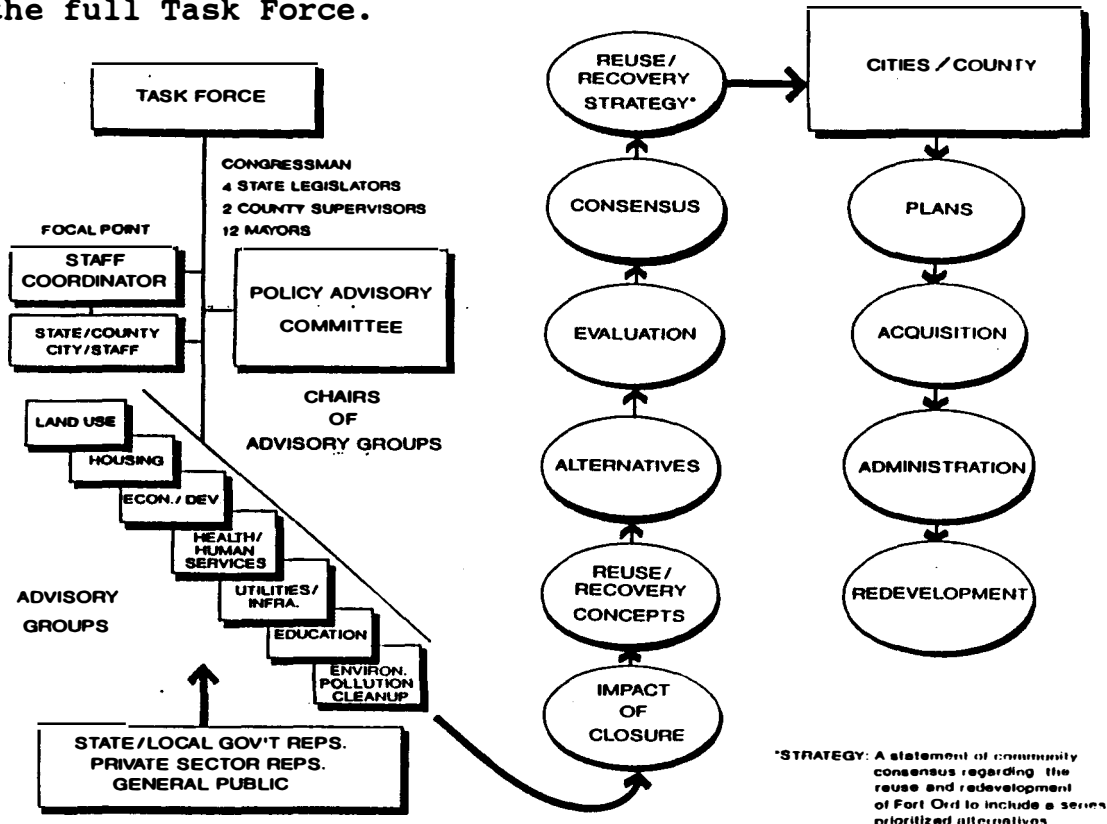 the full Task Force.
TASK FORCE
CONGRESSMAN
4 STATE LEGISLATORS
2 COUNTY SUPERVISORS
12 MAYORS
FOCAL POINT
STAFF
COORDINATOR
STATE/COUNTY
CITY/STAFF
POLICY ADVISORY
COMMITTEE
CHAIRS
OF
ADVISORY GROUPS
LAND USE
HOUSING
ECON./ DEV
HEALTH/
HUMAN
SERVICES
UTILITIES/
INFRA.
EDUCATION
ENVIRON.
POLLUTION
CLEANUP
ADVISORY
GROUPS
STATE/LOCAL GOV'T REPS.
PRIVATE SECTOR REPS.
GENERAL PUBLIC
IMPACT
OF
CLOSURE
REUSE/
RECOVERY
CONCEPTS
ALTERNATIVES
EVALUATION
CONSENSUS
REUSE/
RECOVERY
STRATEGY*
CITIES / COUNTY
PLANS
ACQUISITION
ADMINISTRATION
REDEVELOPMENT
*STRATEGY: A statement of community
consensus regarding the
reuse and redevelopment
of Fort Ord to include a series
prioritized alternatives